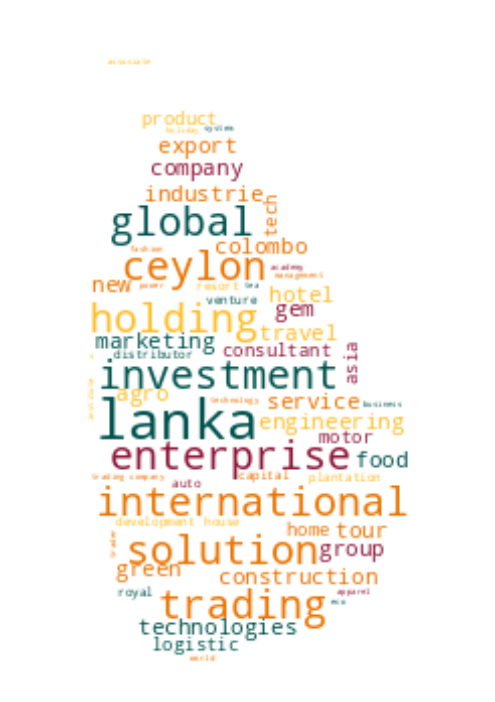 associate
product
holiday system
export
company
industrie
tech
global
colombo
fashion
ceylon
academy
management
new power resort tea
hotel
venture
holding gem
travel
marketing
consultant asia
distributor
investment
agro
technology service business
lanka
engineering
motor
enterprise food
trading company capital plantation
auto
international
development house
home tour
trader
solution group
green
construction
royal apparel
trading eco
technologies
logistic
world